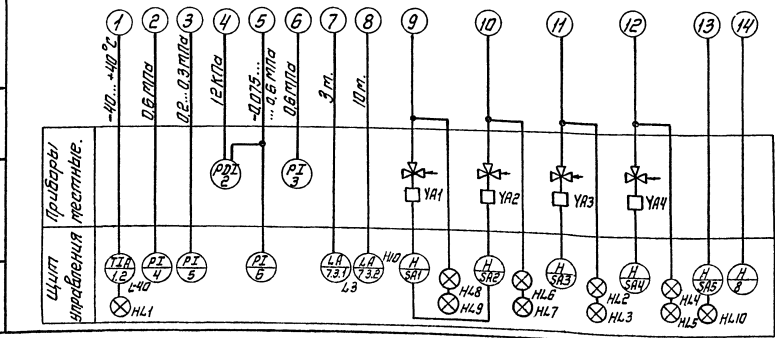 1 2 3 4 5 6 7 8 9 10 11 12 13 14
-40... +40 °C
0,6 МПа
0,2... 0,3 МПа
12 КПа
-0,075...
... 0,6 МПа
0,6 МПа
3 м.
10 м.
Приборы
местные.
PDI
2
PI
3
YA1
YA2
YA3
YA4
Щит
управления
TIA
1.2
L-40
HL1
PI
4
PI
5
PI
6
LA
7.3.1
L3
LA
7.3.2
H10
H
SA1
HL8
HL9
H
SA2
HL6
HL7
H
SA3
HL2
HL3
H
SA4
HL4
HL5
H
SA5
HL10
H
8